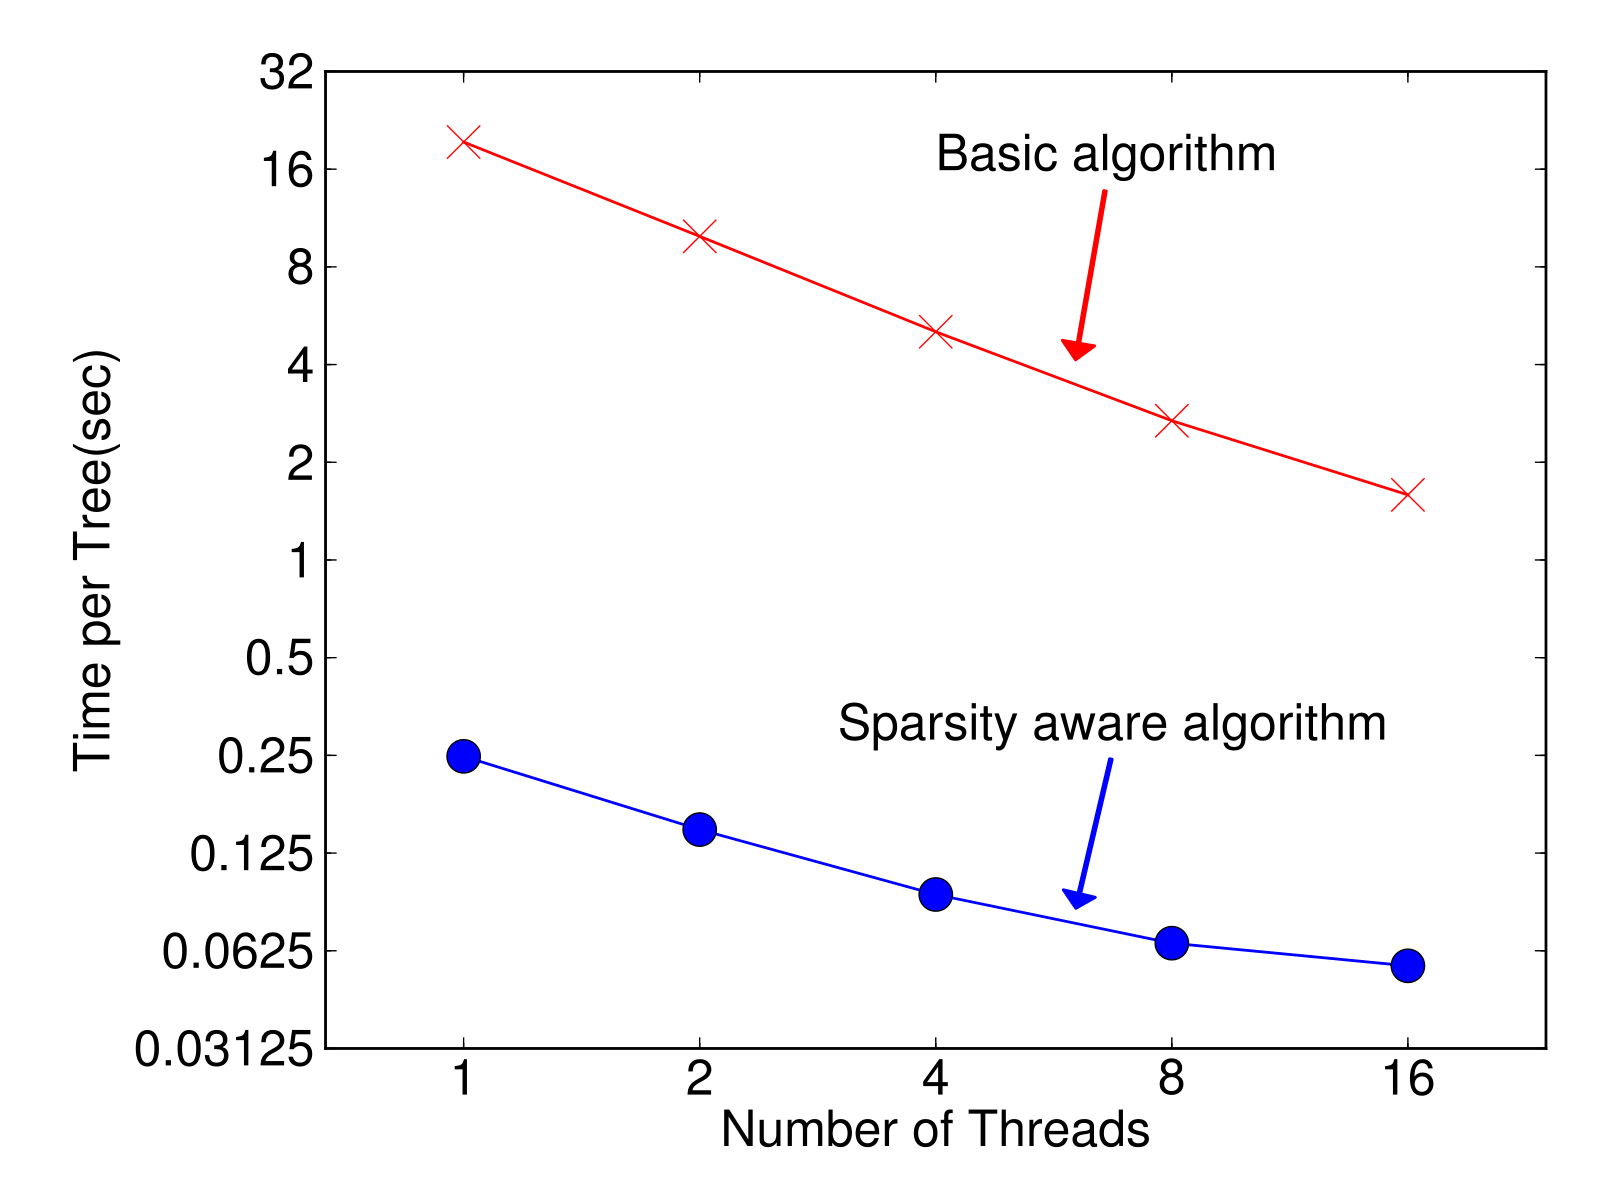 32
16
8
4
2
1
0.5
0.25
0.125
0.0625
0.03125
Time per Tree(sec)
Basic algorithm
Sparsity aware algorithm
1 2 4 8 16
Number of Threads